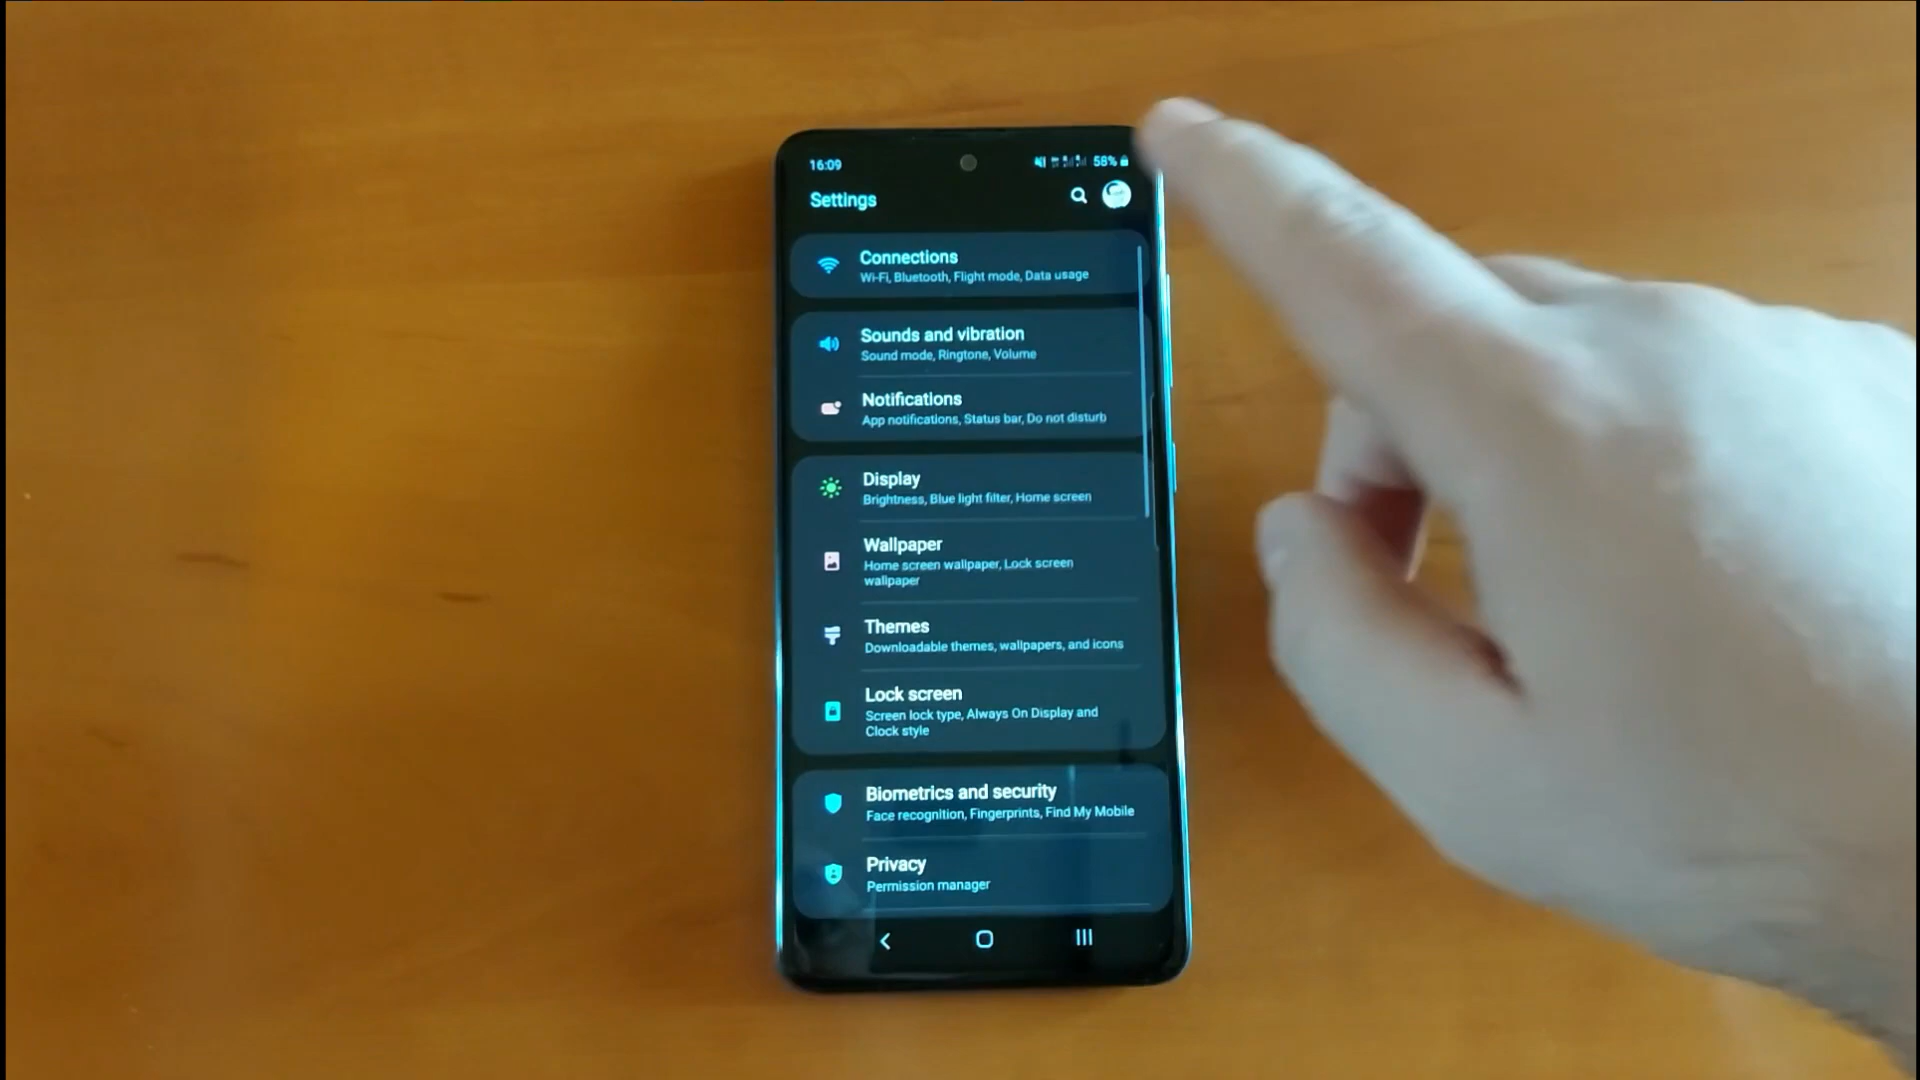 16:09
58%
Settings
Connections
Wi-Fi, Bluetooth, Flight mode, Data usage
Sounds and vibration
Sound mode, Ringtone, Volume
Notifications
App notifications, Status bar, Do not disturb
Display
Brightness, Blue light filter, Home screen
Wallpaper
Home screen wallpaper, Lock screen
wallpaper
Themes
Downloadable themes, wallpapers, and icons
Lock screen
Screen lock type, Always On Display and
Clock style
Biometrics and security
Face recognition, Fingerprints, Find My Mobile
Privacy
Permission manager